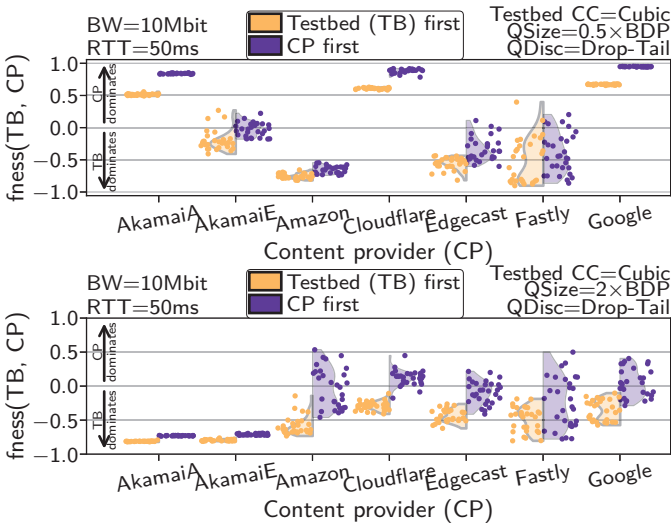 BW=10Mbit
RTT=50ms
Testbed (TB) first
CP first
Testbed CC=Cubic
QSize=0.5×BDP
QDisc=Drop-Tail
fness(TB, CP)
1.0
0.5
0.0
−0.5
−1.0
CP
dominates
TB
dominates
AkamaiA
AkamaiE
Amazon
Cloudflare
Edgecast
Fastly
Google
Content provider (CP)
BW=10Mbit
RTT=50ms
Testbed (TB) first
CP first
Testbed CC=Cubic
QSize=2×BDP
QDisc=Drop-Tail
fness(TB, CP)
1.0
0.5
0.0
−0.5
−1.0
CP
dominates
TB
dominates
AkamaiA
AkamaiE
Amazon
Cloudflare
Edgecast
Fastly
Google
Content provider (CP)